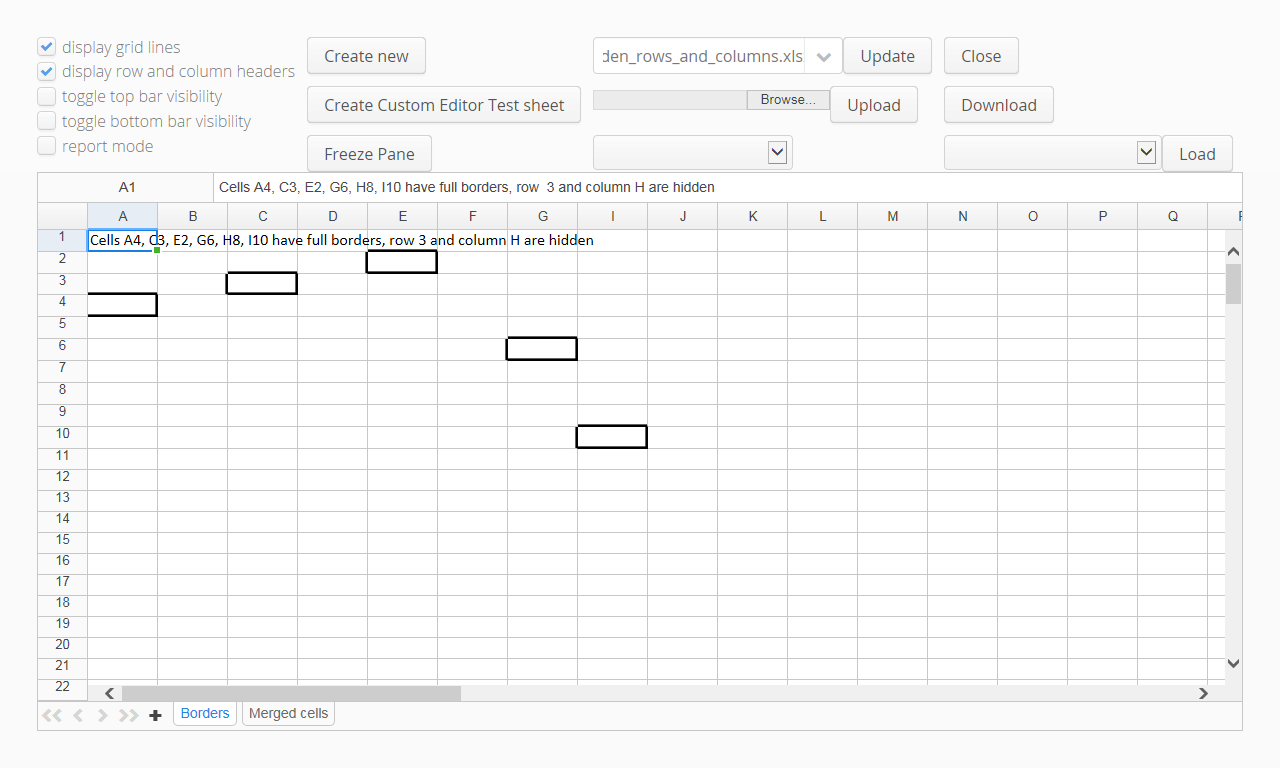 display grid lines
display row and column headers
toggle top bar visibility
toggle bottom bar visibility
report mode
Create new
Create Custom Editor Test sheet
Freeze Pane
den_rows_and_columns.xls
Update
Close
Browse...
Upload
Download
Load
A1
Cells A4, C3, E2, G6, H8, I10 have full borders, row  3 and column H are hidden
A B C D E F G I J K L M N O P Q
1 Cells A4, C3, E2, G6, H8, I10 have full borders, row 3 and column H are hidden
2
3
4
5
6
7
8
9
10
11
12
13
14
15
16
17
18
19
20
21
22
Borders
Merged cells